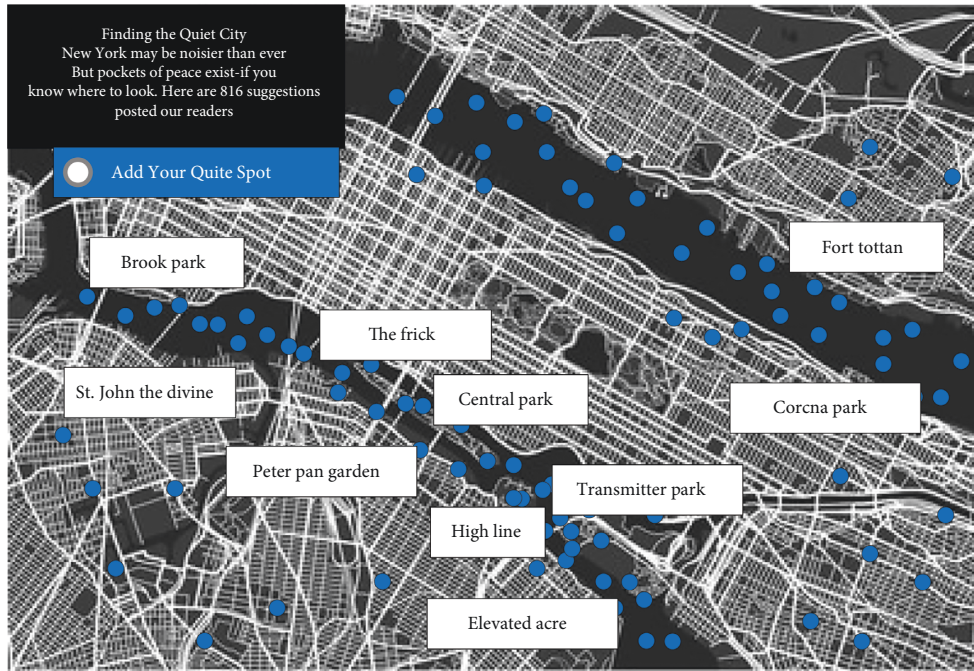 Finding the Quiet City
New York may be noisier than ever
But pockets of peace exist-if you
know where to look. Here are 816 suggestions
posted our readers
Add Your Quite Spot
Fort tottan
Brook park
The frick
St. John the divine
Central park
Corcna park
Peter pan garden
Transmitter park
High line
Elevated acre